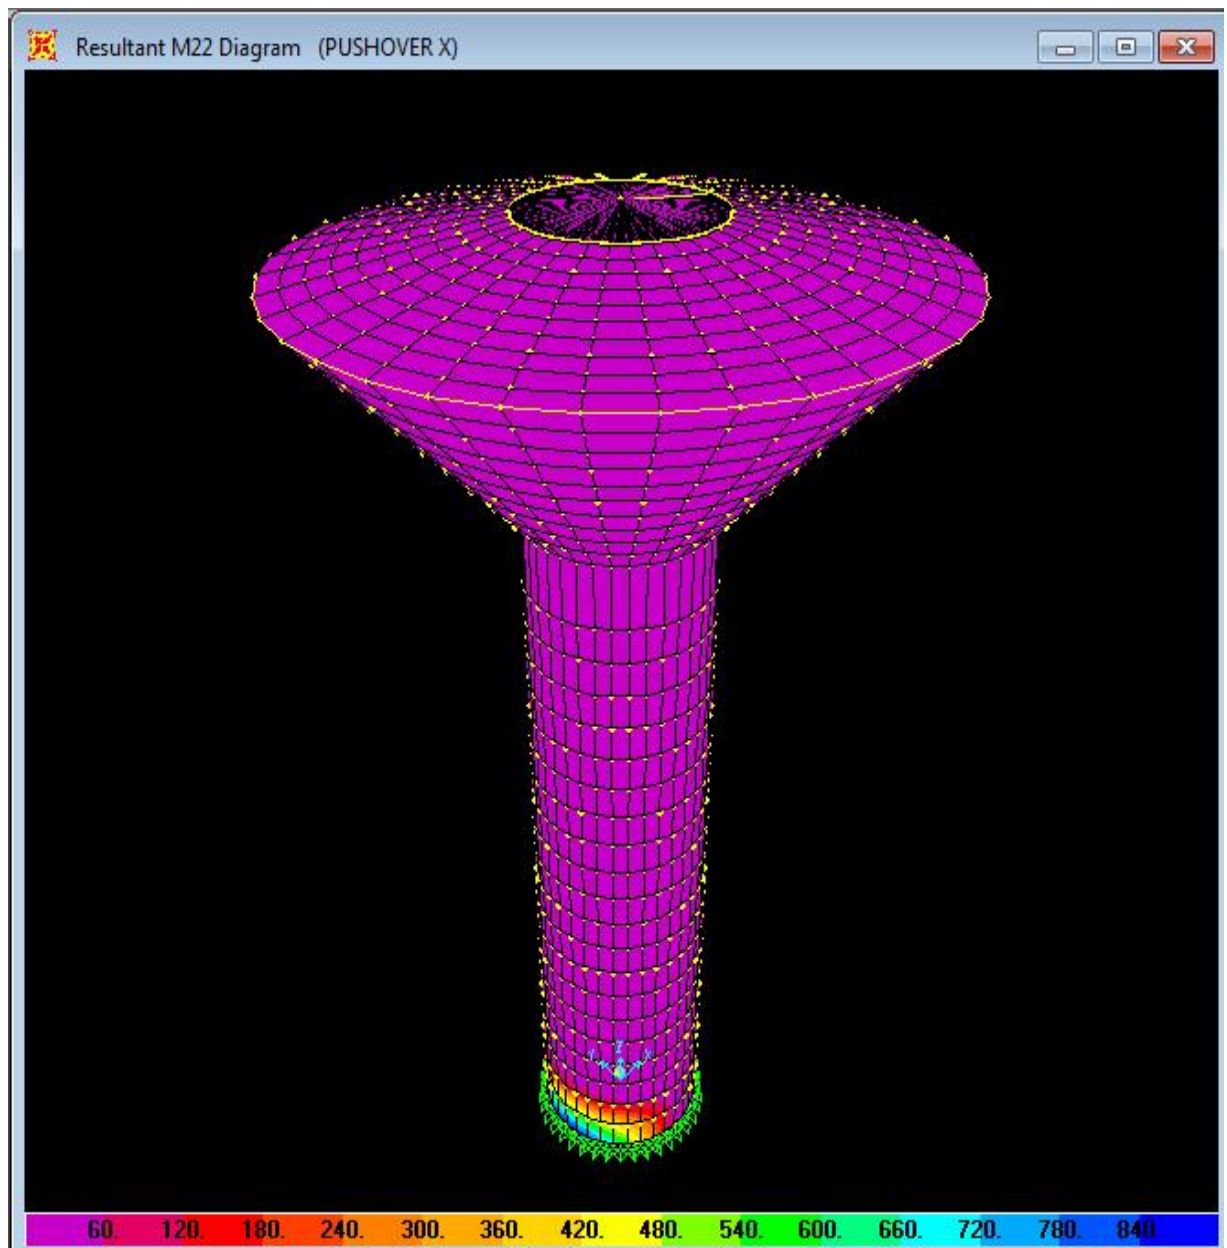 Resultant M22 Diagram (PUSHOVER X)
Z
Y X
60. 120. 180. 240. 300. 360. 420. 480. 540. 600. 660. 720. 780. 840.